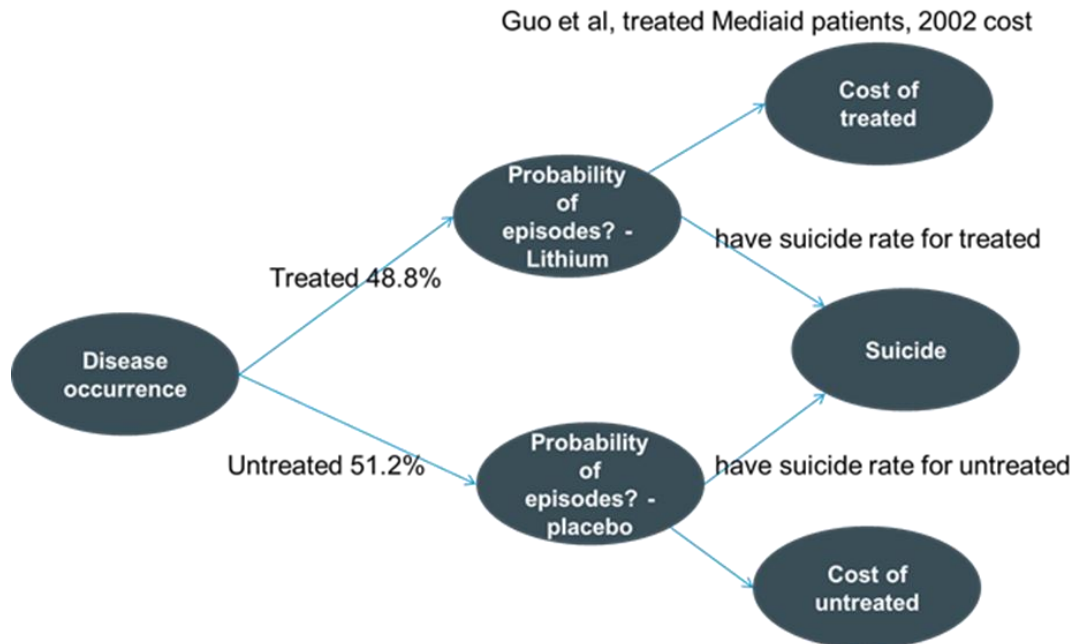 Guo et al, treated Mediaid patients, 2002 cost
Cost of
treated
Probability
of
episodes? -
Lithium
have suicide rate for treated
Treated 48.8%
Disease
occurrence
Suicide
Untreated 51.2%
Probability
of
episodes? -
placebo
have suicide rate for untreated
Cost of
untreated